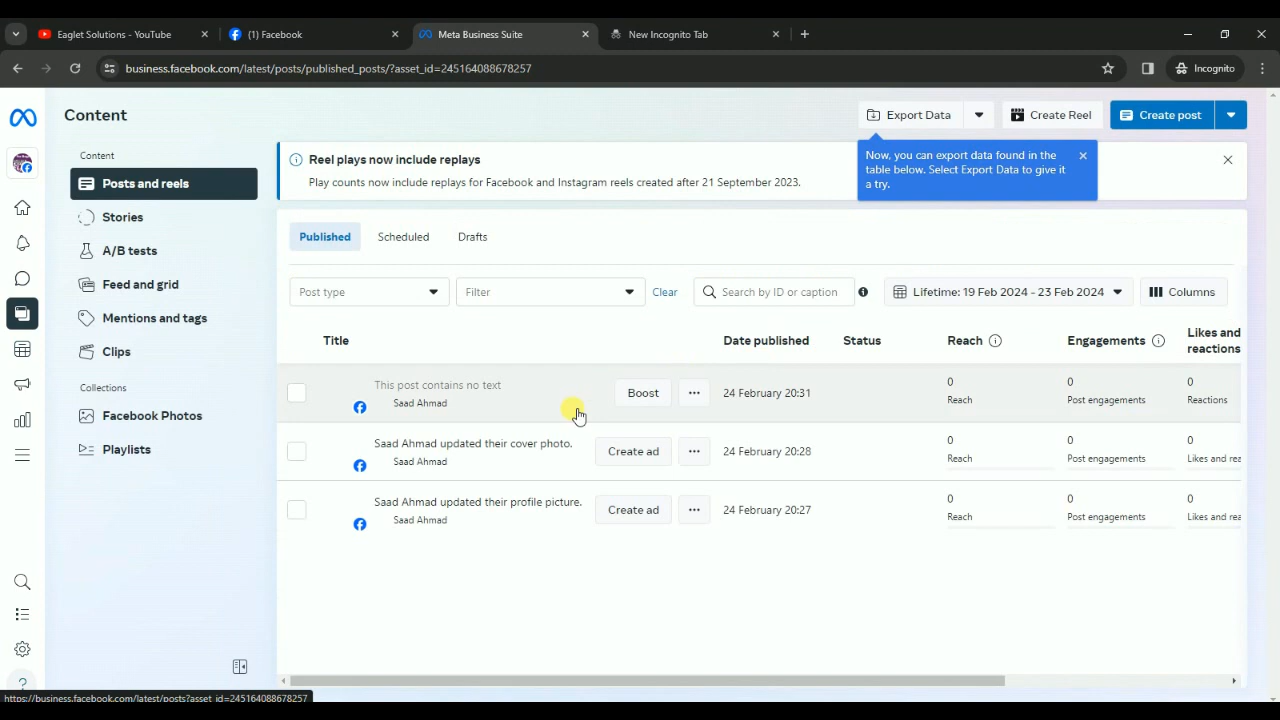 Eaglet Solutions - YouTube
(1) Facebook
Meta Business Suite
New Incognito Tab
business.facebook.com/latest/posts/published_posts/?asset_id=245164088678257
Incognito
Content
Export Data
Create Reel
Create post
Now, you can export data found in the
table below. Select Export Data to give it
a try.
Content
Posts and reels
Stories
A/B tests
Feed and grid
Mentions and tags
Clips
Collections
Facebook Photos
Playlists
Reel plays now include replays
Play counts now include replays for Facebook and Instagram reels created after 21 September 2023.
Published
Scheduled
Drafts
Post type
Filter
Clear
Search by ID or caption
Lifetime: 19 Feb 2024 - 23 Feb 2024
Columns
Title
Date published
Status
Reach
Engagements
Likes and
reactions
This post contains no text
Saad Ahmad
Boost
24 February 20:31
0
Reach
0
Post engagements
0
Reactions
Saad Ahmad updated their cover photo.
Saad Ahmad
Create ad
24 February 20:28
0
Reach
0
Post engagements
0
Likes and rea
Saad Ahmad updated their profile picture.
Saad Ahmad
Create ad
24 February 20:27
0
Reach
0
Post engagements
0
Likes and rea
https://business.facebook.com/latest/posts?asset_id=245164088678257